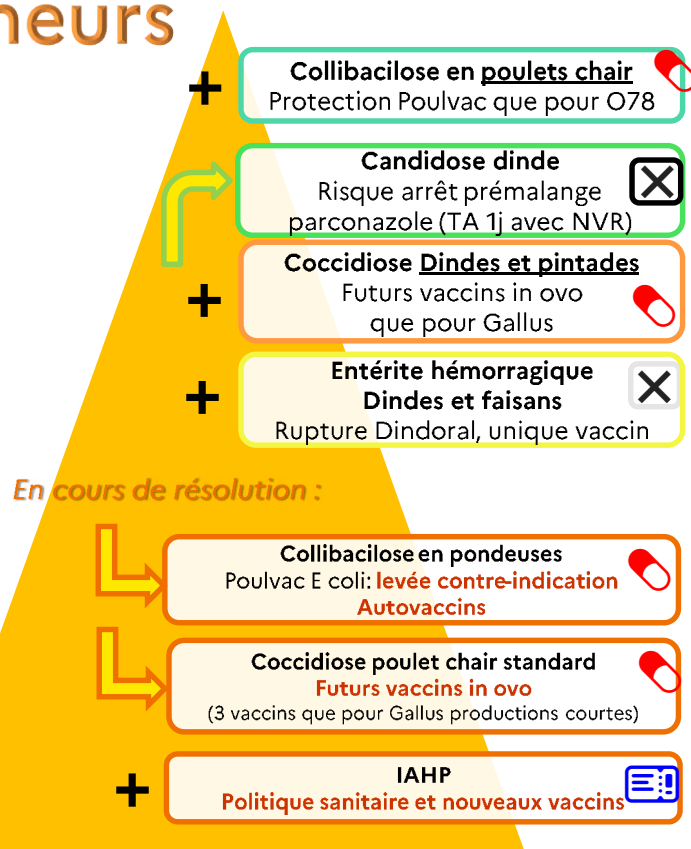 neurs
+
Collibacilose en poulets chair
Protection Poulvac que pour O78
Candidose dinde
Risque arrêt prémalange
parconazole (TA 1j avec NVR)
+
Coccidiose Dindes et pintades
Futurs vaccins in ovo
que pour Gallus
+
Entérite hémorragique
Dindes et faisans
Rupture Dindoral, unique vaccin
En cours de résolution :
Collibacilose en pondeuses
Poulvac E coli: levée contre-indication
Autovaccins
Coccidiose poulet chair standard
Futurs vaccins in ovo
(3 vaccins que pour Gallus productions courtes)
+
IAHP
Politique sanitaire et nouveaux vaccins